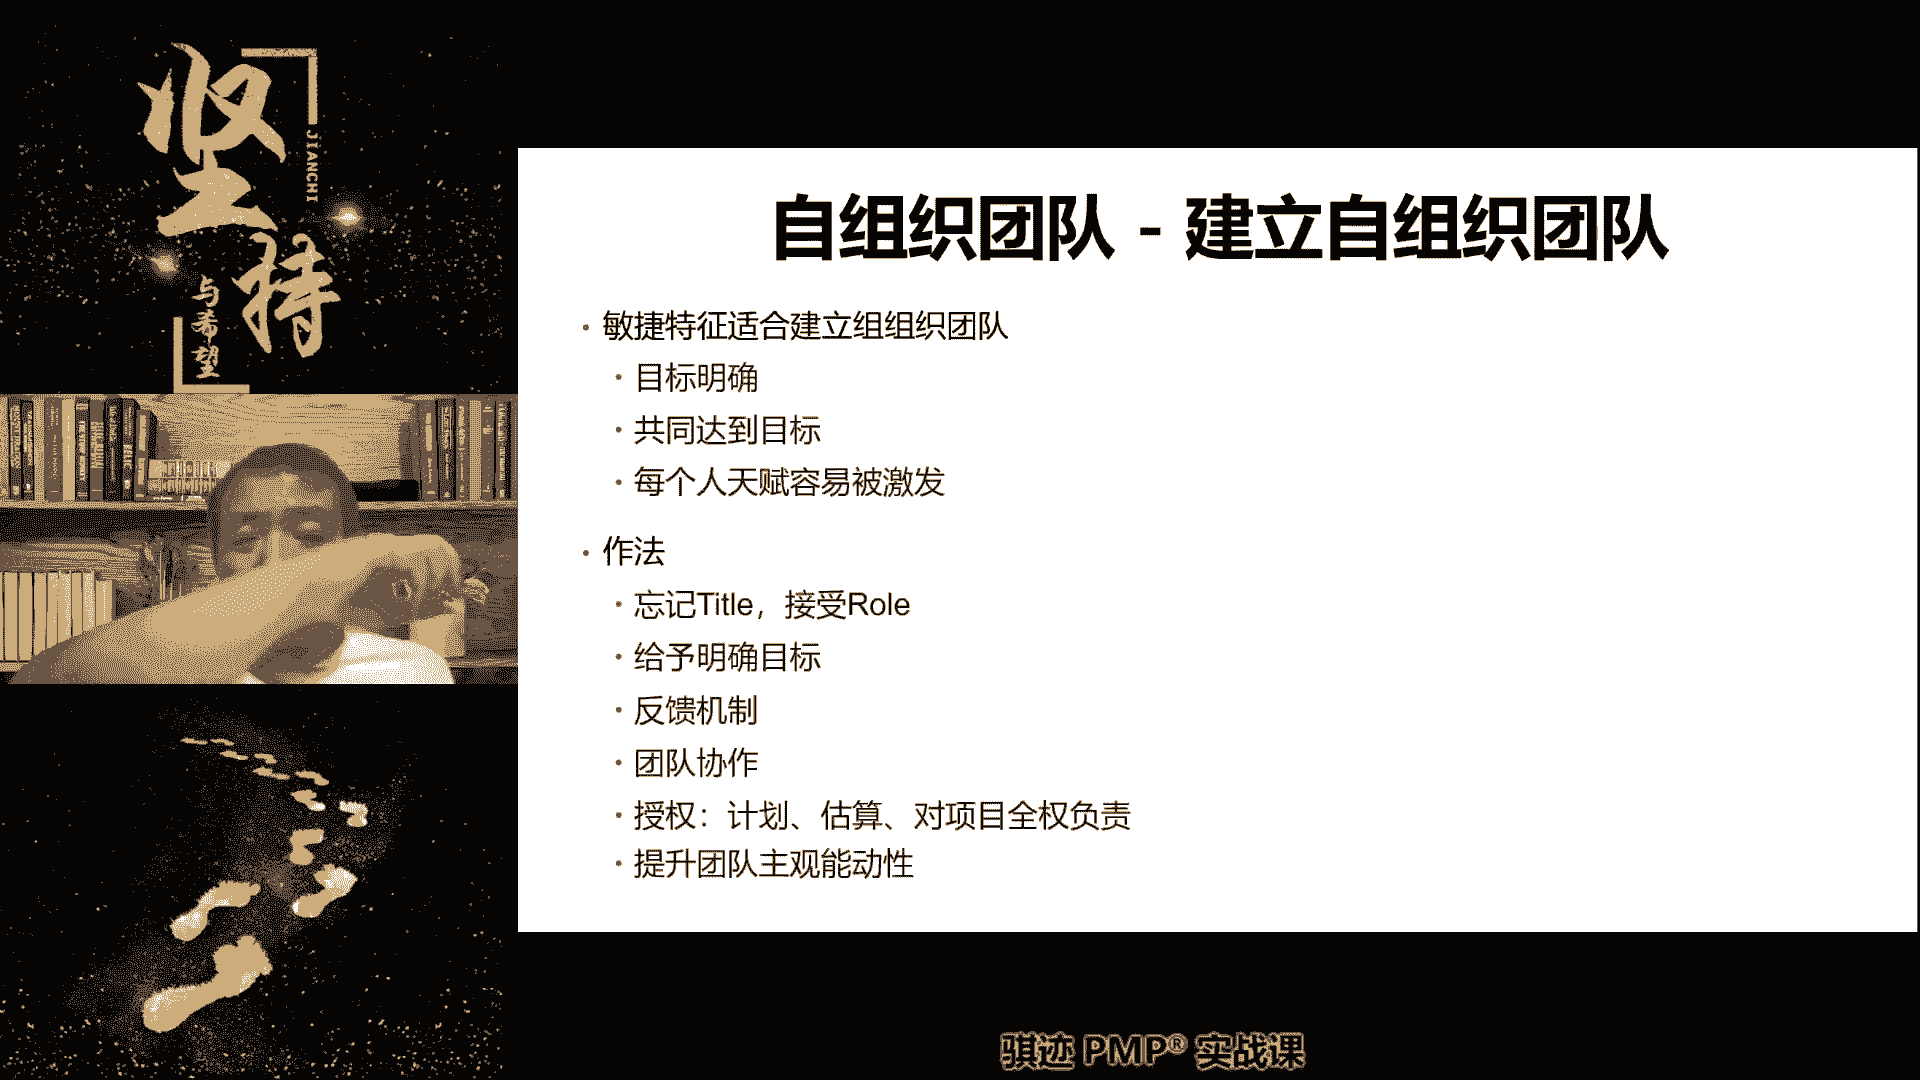 坚持
JIANCHI
与希望
自组织团队 - 建立自组织团队
· 敏捷特征适合建立组组织团队
· 目标明确
· 共同达到目标
· 每个人天赋容易被激发
· 作法
· 忘记Title，接受Role
· 给予明确目标
· 反馈机制
· 团队协作
· 授权：计划、估算、对项目全权负责
· 提升团队主观能动性
骐迹 PMP® 实战课